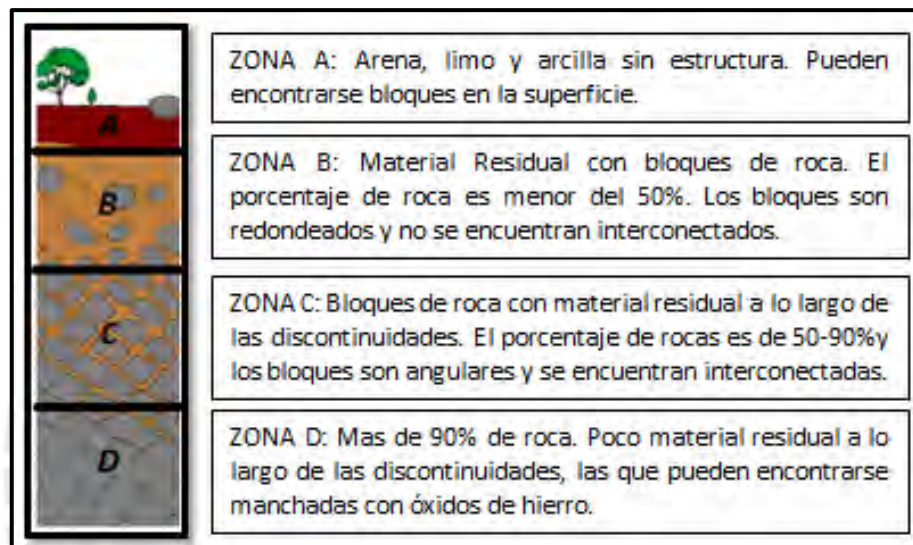 A
ZONA A: Arena, limo y arcilla sin estructura. Pueden
encontrarse bloques en la superficie.
B
ZONA B: Material Residual con bloques de roca. El
porcentaje de roca es menor del 50%. Los bloques son
redondeados y no se encuentran interconectados.
C
ZONA C: Bloques de roca con material residual a lo largo de
las discontinuidades. El porcentaje de rocas es de 50-90%y
los bloques son angulares y se encuentran interconectadas.
D
ZONA D: Mas de 90% de roca. Poco material residual a lo
largo de las discontinuidades, las que pueden encontrarse
manchadas con óxidos de hierro.